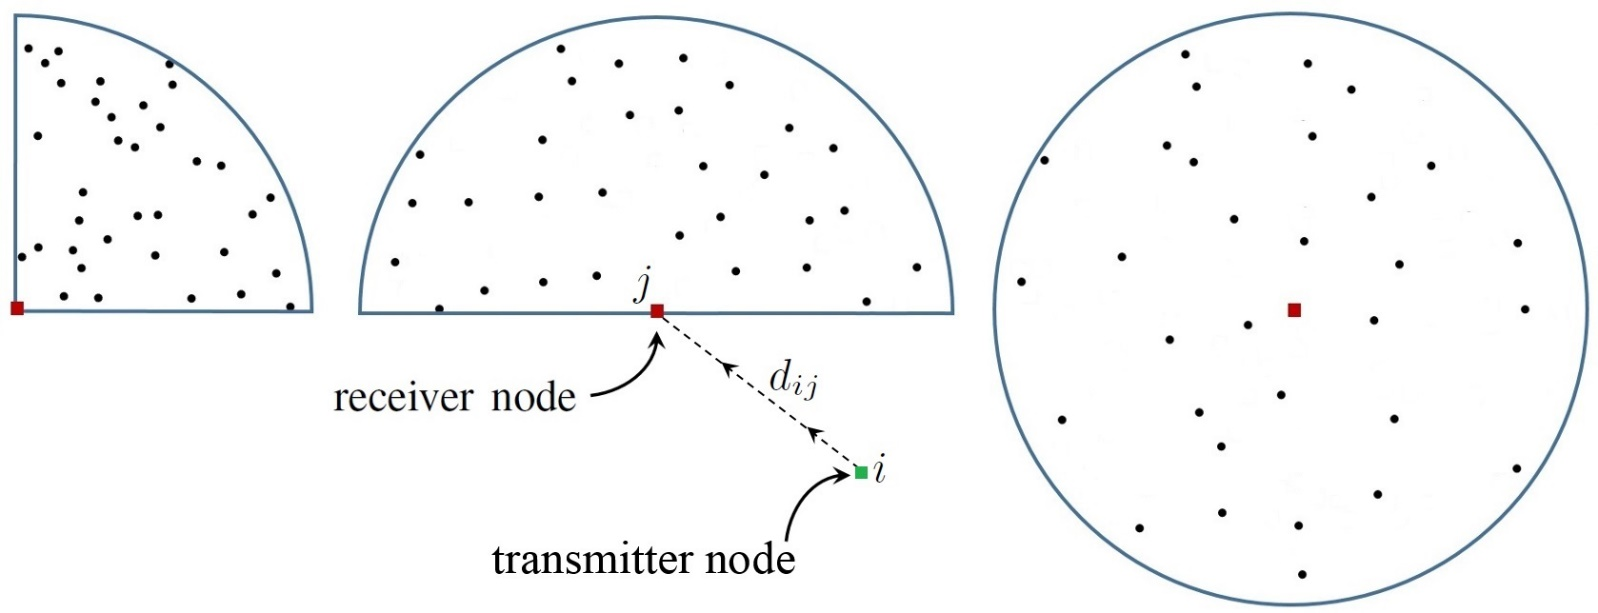 j
d_{ij}
receiver node
i
transmitter node